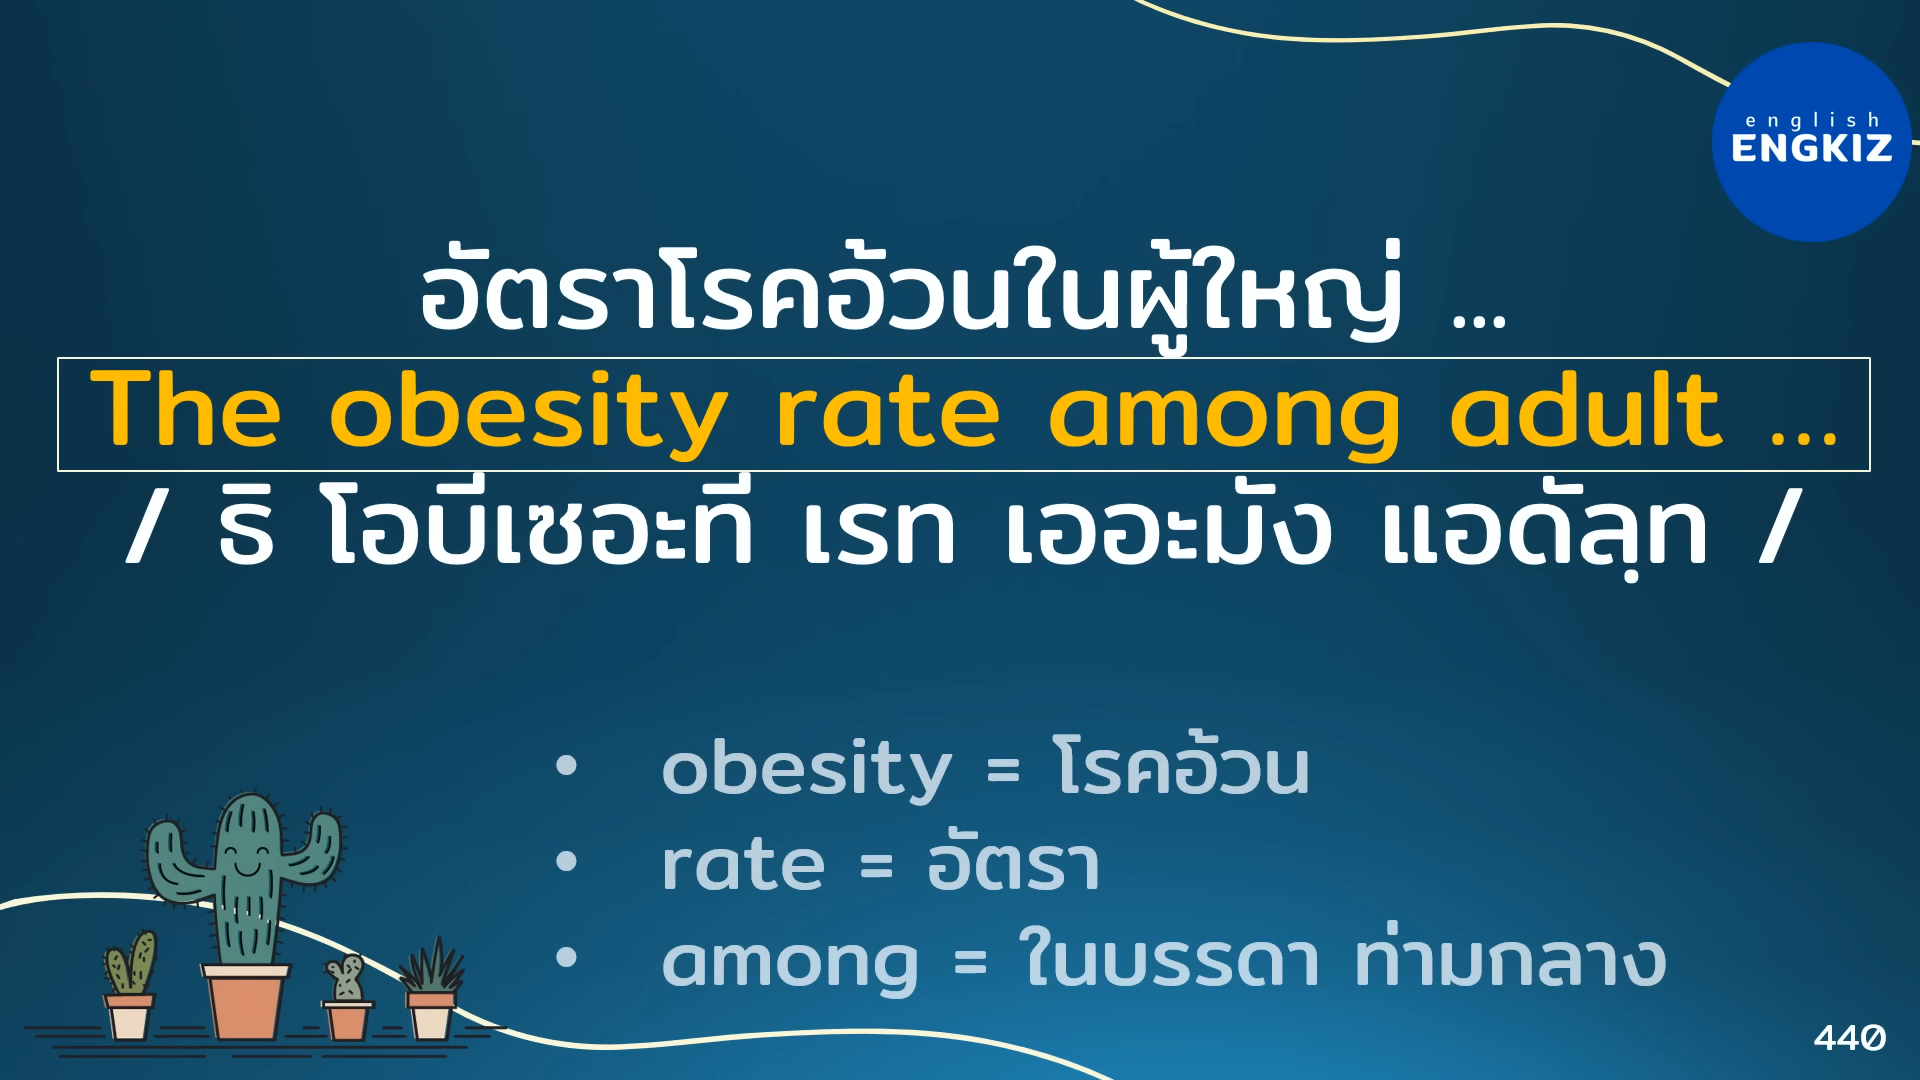 english
ENGKIZ
อัตราโรคอ้วนในผู้ใหญ่ ...
The obesity rate among adult ...
/ ธิ โอบีเซอะที เรท เออะมัง แอดัลฺท /
• obesity = โรคอ้วน
• rate = อัตรา
• among = ในบรรดา ท่ามกลาง
440